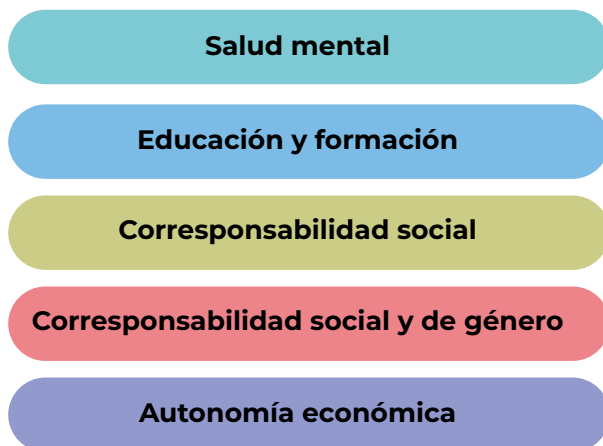 Salud mental
Educación y formación
Corresponsabilidad social
Corresponsabilidad social y de género
Autonomía económica